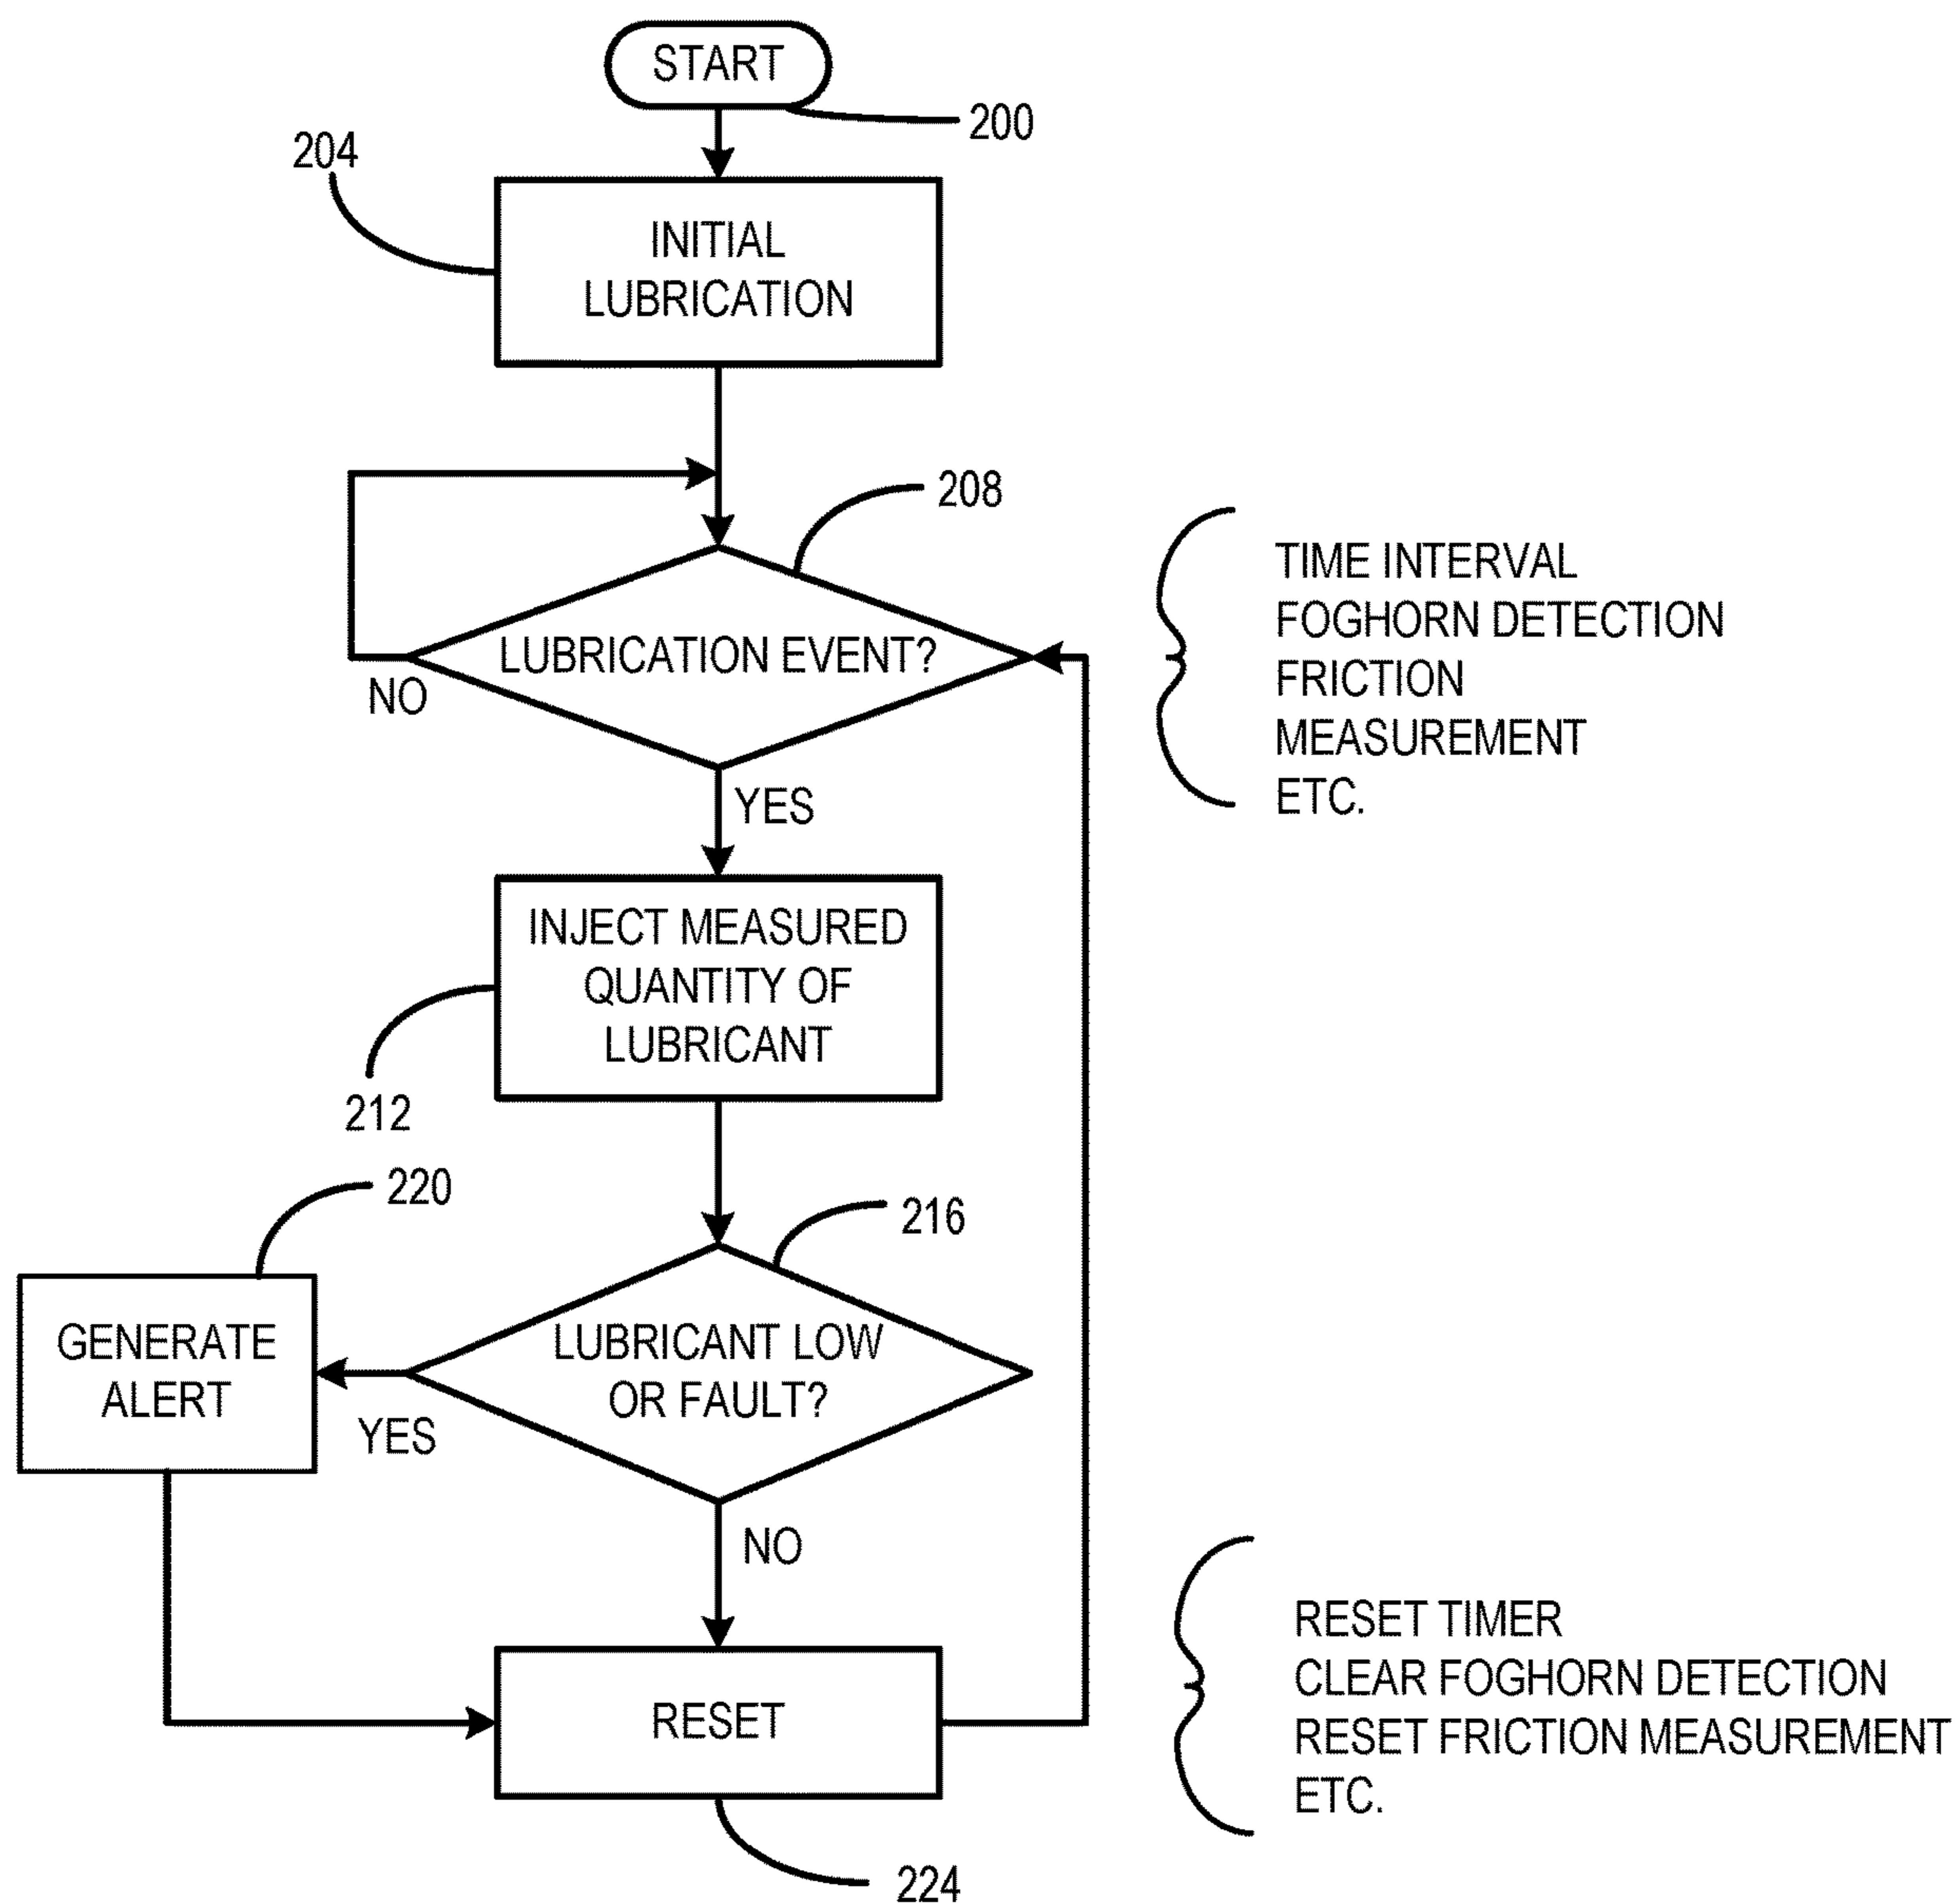 START
200
204
INITIAL
LUBRICATION
208
LUBRICATION EVENT?
NO
YES
TIME INTERVAL
FOGHORN DETECTION
FRICTION
MEASUREMENT
ETC.
INJECT MEASURED
QUANTITY OF
LUBRICANT
212
220
216
GENERATE
ALERT
LUBRICANT LOW
OR FAULT?
YES
NO
RESET
224
RESET TIMER
CLEAR FOGHORN DETECTION
RESET FRICTION MEASUREMENT
ETC.